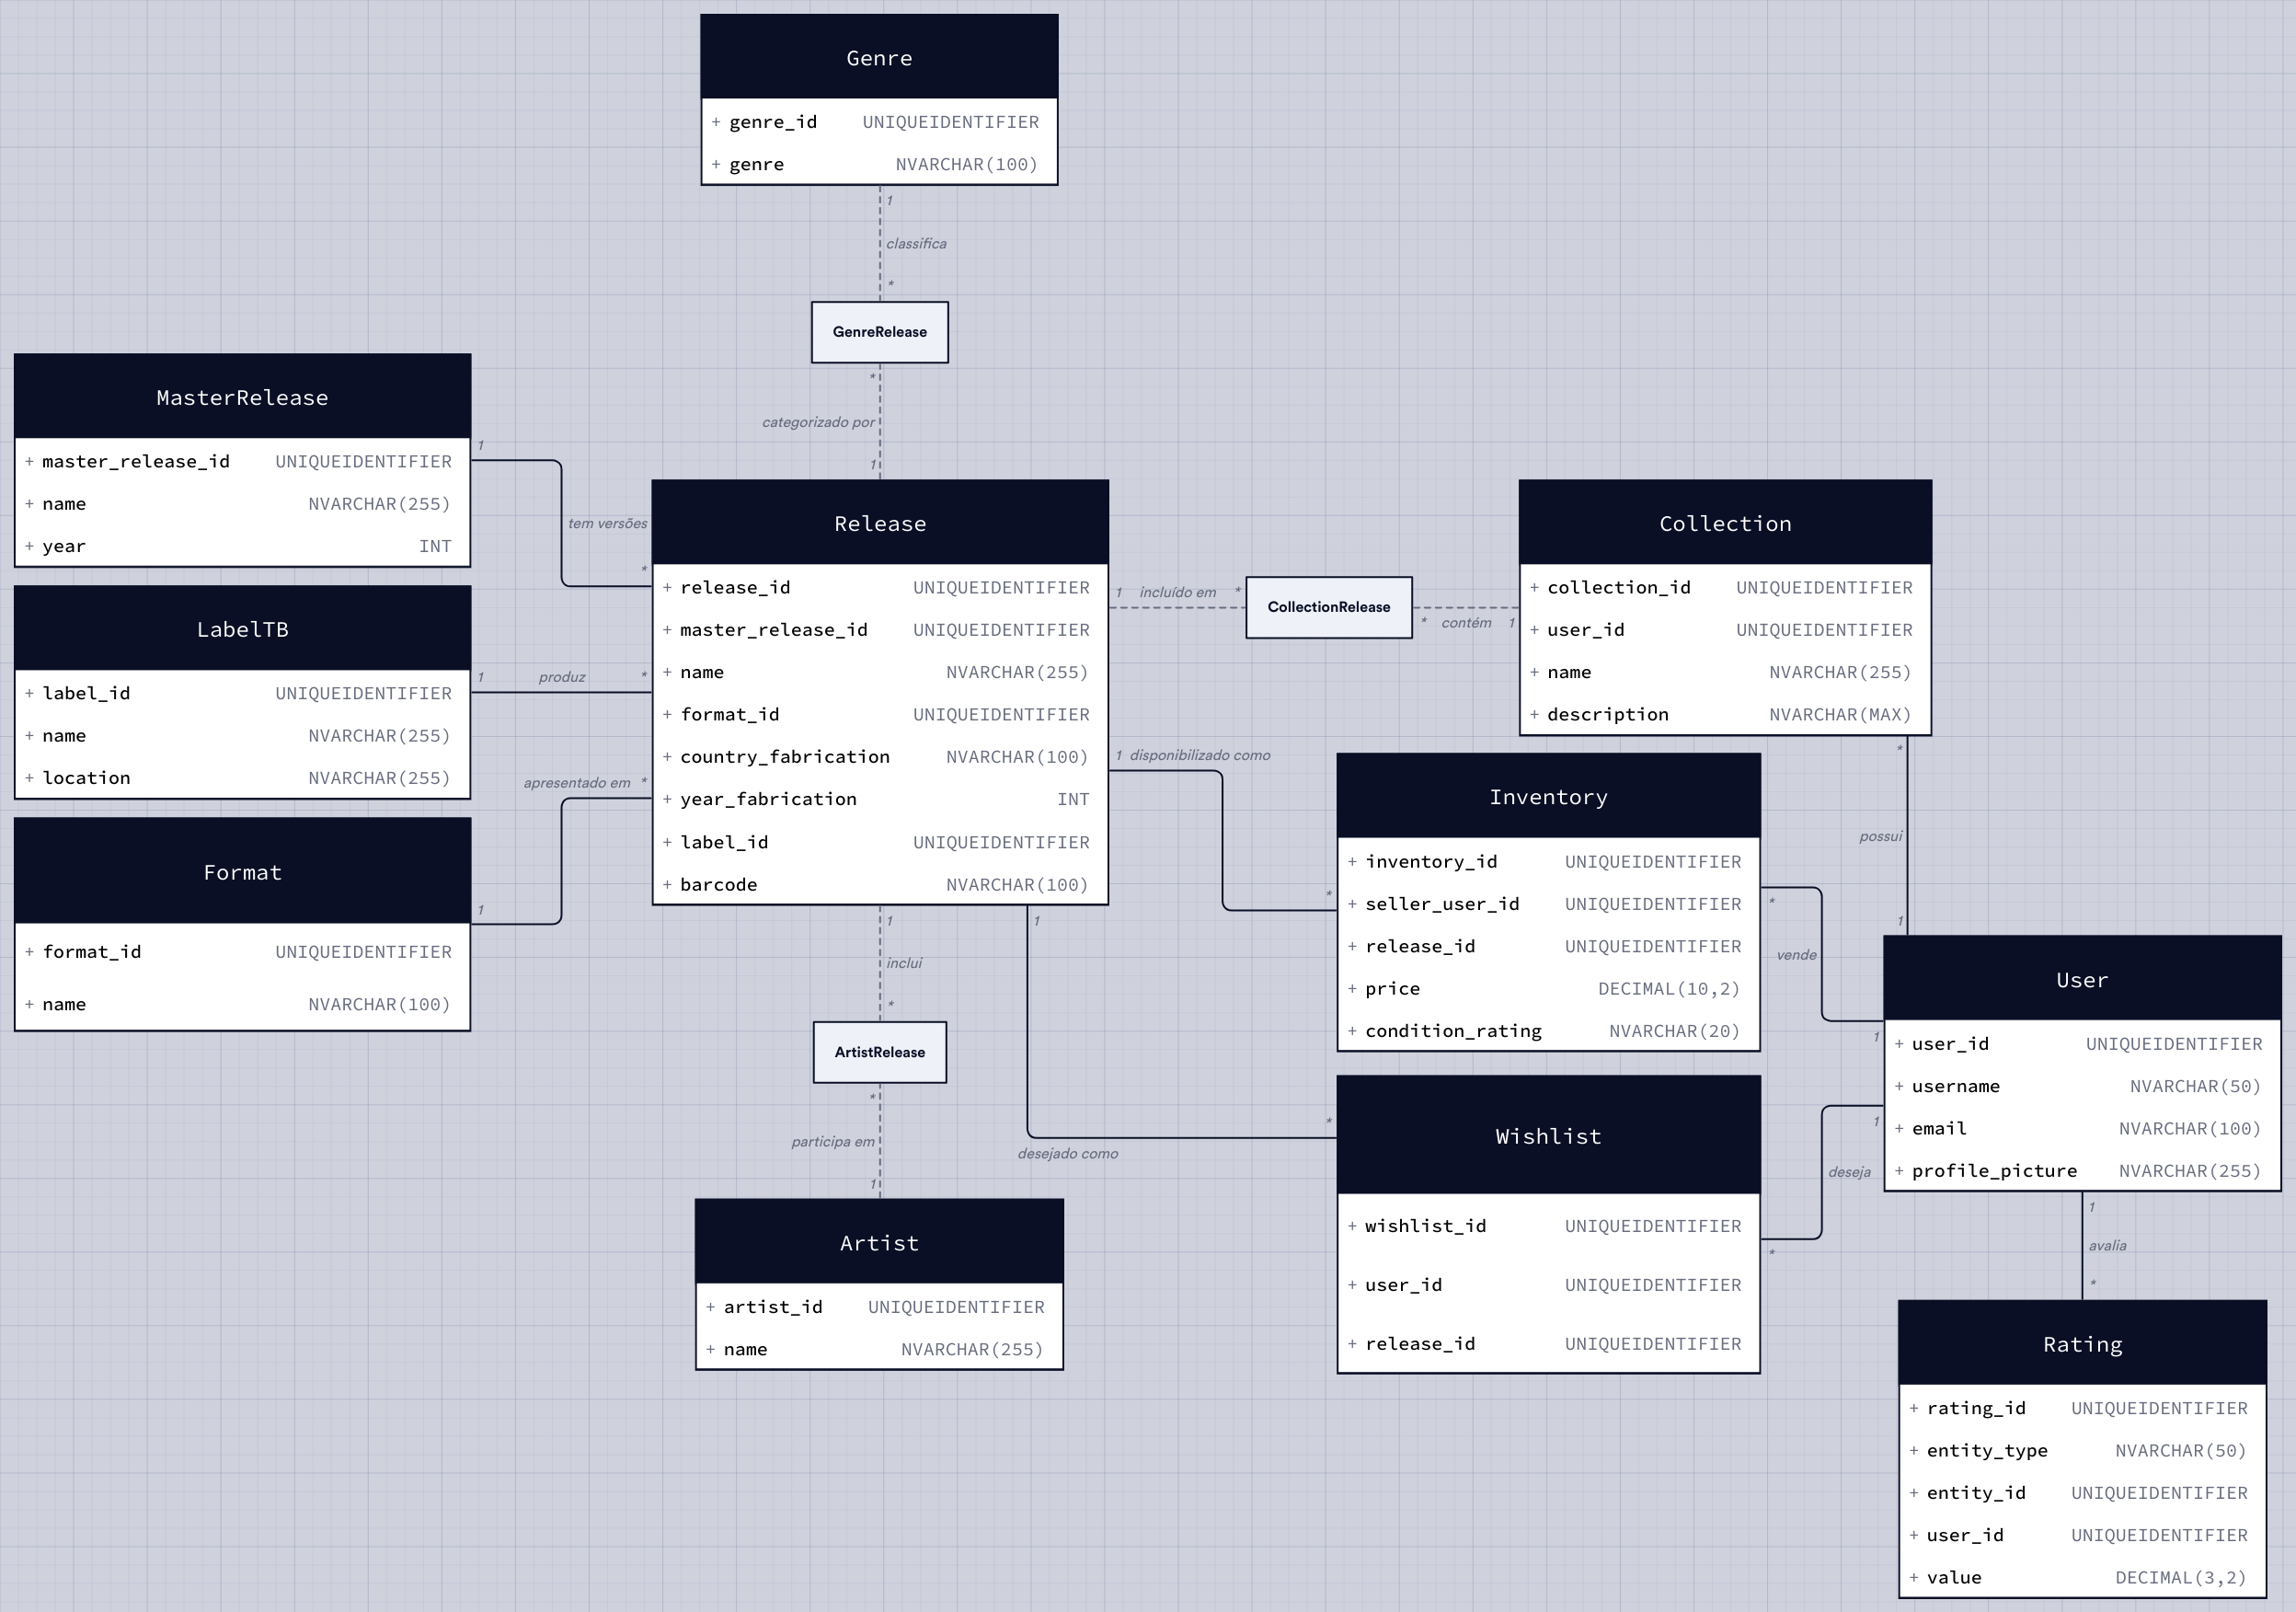 Genre
+ genre_id UNIQUEIDENTIFIER
+ genre NVARCHAR(100)
1
classifica
*
GenreRelease
*
categorizado por
1
MasterRelease
+ master_release_id UNIQUEIDENTIFIER
+ name NVARCHAR(255)
+ year INT
1
tem versões
*
LabelTB
+ label_id UNIQUEIDENTIFIER
+ name NVARCHAR(255)
+ location NVARCHAR(255)
1 produz *
Format
+ format_id UNIQUEIDENTIFIER
+ name NVARCHAR(100)
apresentado em *
1
Release
+ release_id UNIQUEIDENTIFIER
+ master_release_id UNIQUEIDENTIFIER
+ name NVARCHAR(255)
+ format_id UNIQUEIDENTIFIER
+ country_fabrication NVARCHAR(100)
+ year_fabrication INT
+ label_id UNIQUEIDENTIFIER
+ barcode NVARCHAR(100)
1 incluído em *
CollectionRelease
* contém 1
Collection
+ collection_id UNIQUEIDENTIFIER
+ user_id UNIQUEIDENTIFIER
+ name NVARCHAR(255)
+ description NVARCHAR(MAX)
*
possui
1
1 disponibilizado como
*
Inventory
+ inventory_id UNIQUEIDENTIFIER
+ seller_user_id UNIQUEIDENTIFIER
+ release_id UNIQUEIDENTIFIER
+ price DECIMAL(10,2)
+ condition_rating NVARCHAR(20)
*
vende
1
User
+ user_id UNIQUEIDENTIFIER
+ username NVARCHAR(50)
+ email NVARCHAR(100)
+ profile_picture NVARCHAR(255)
1
inclui
*
ArtistRelease
*
participa em
1
Artist
+ artist_id UNIQUEIDENTIFIER
+ name NVARCHAR(255)
1
*
desejado como
Wishlist
+ wishlist_id UNIQUEIDENTIFIER
+ user_id UNIQUEIDENTIFIER
+ release_id UNIQUEIDENTIFIER
1
deseja
*
1
avalia
*
Rating
+ rating_id UNIQUEIDENTIFIER
+ entity_type NVARCHAR(50)
+ entity_id UNIQUEIDENTIFIER
+ user_id UNIQUEIDENTIFIER
+ value DECIMAL(3,2)